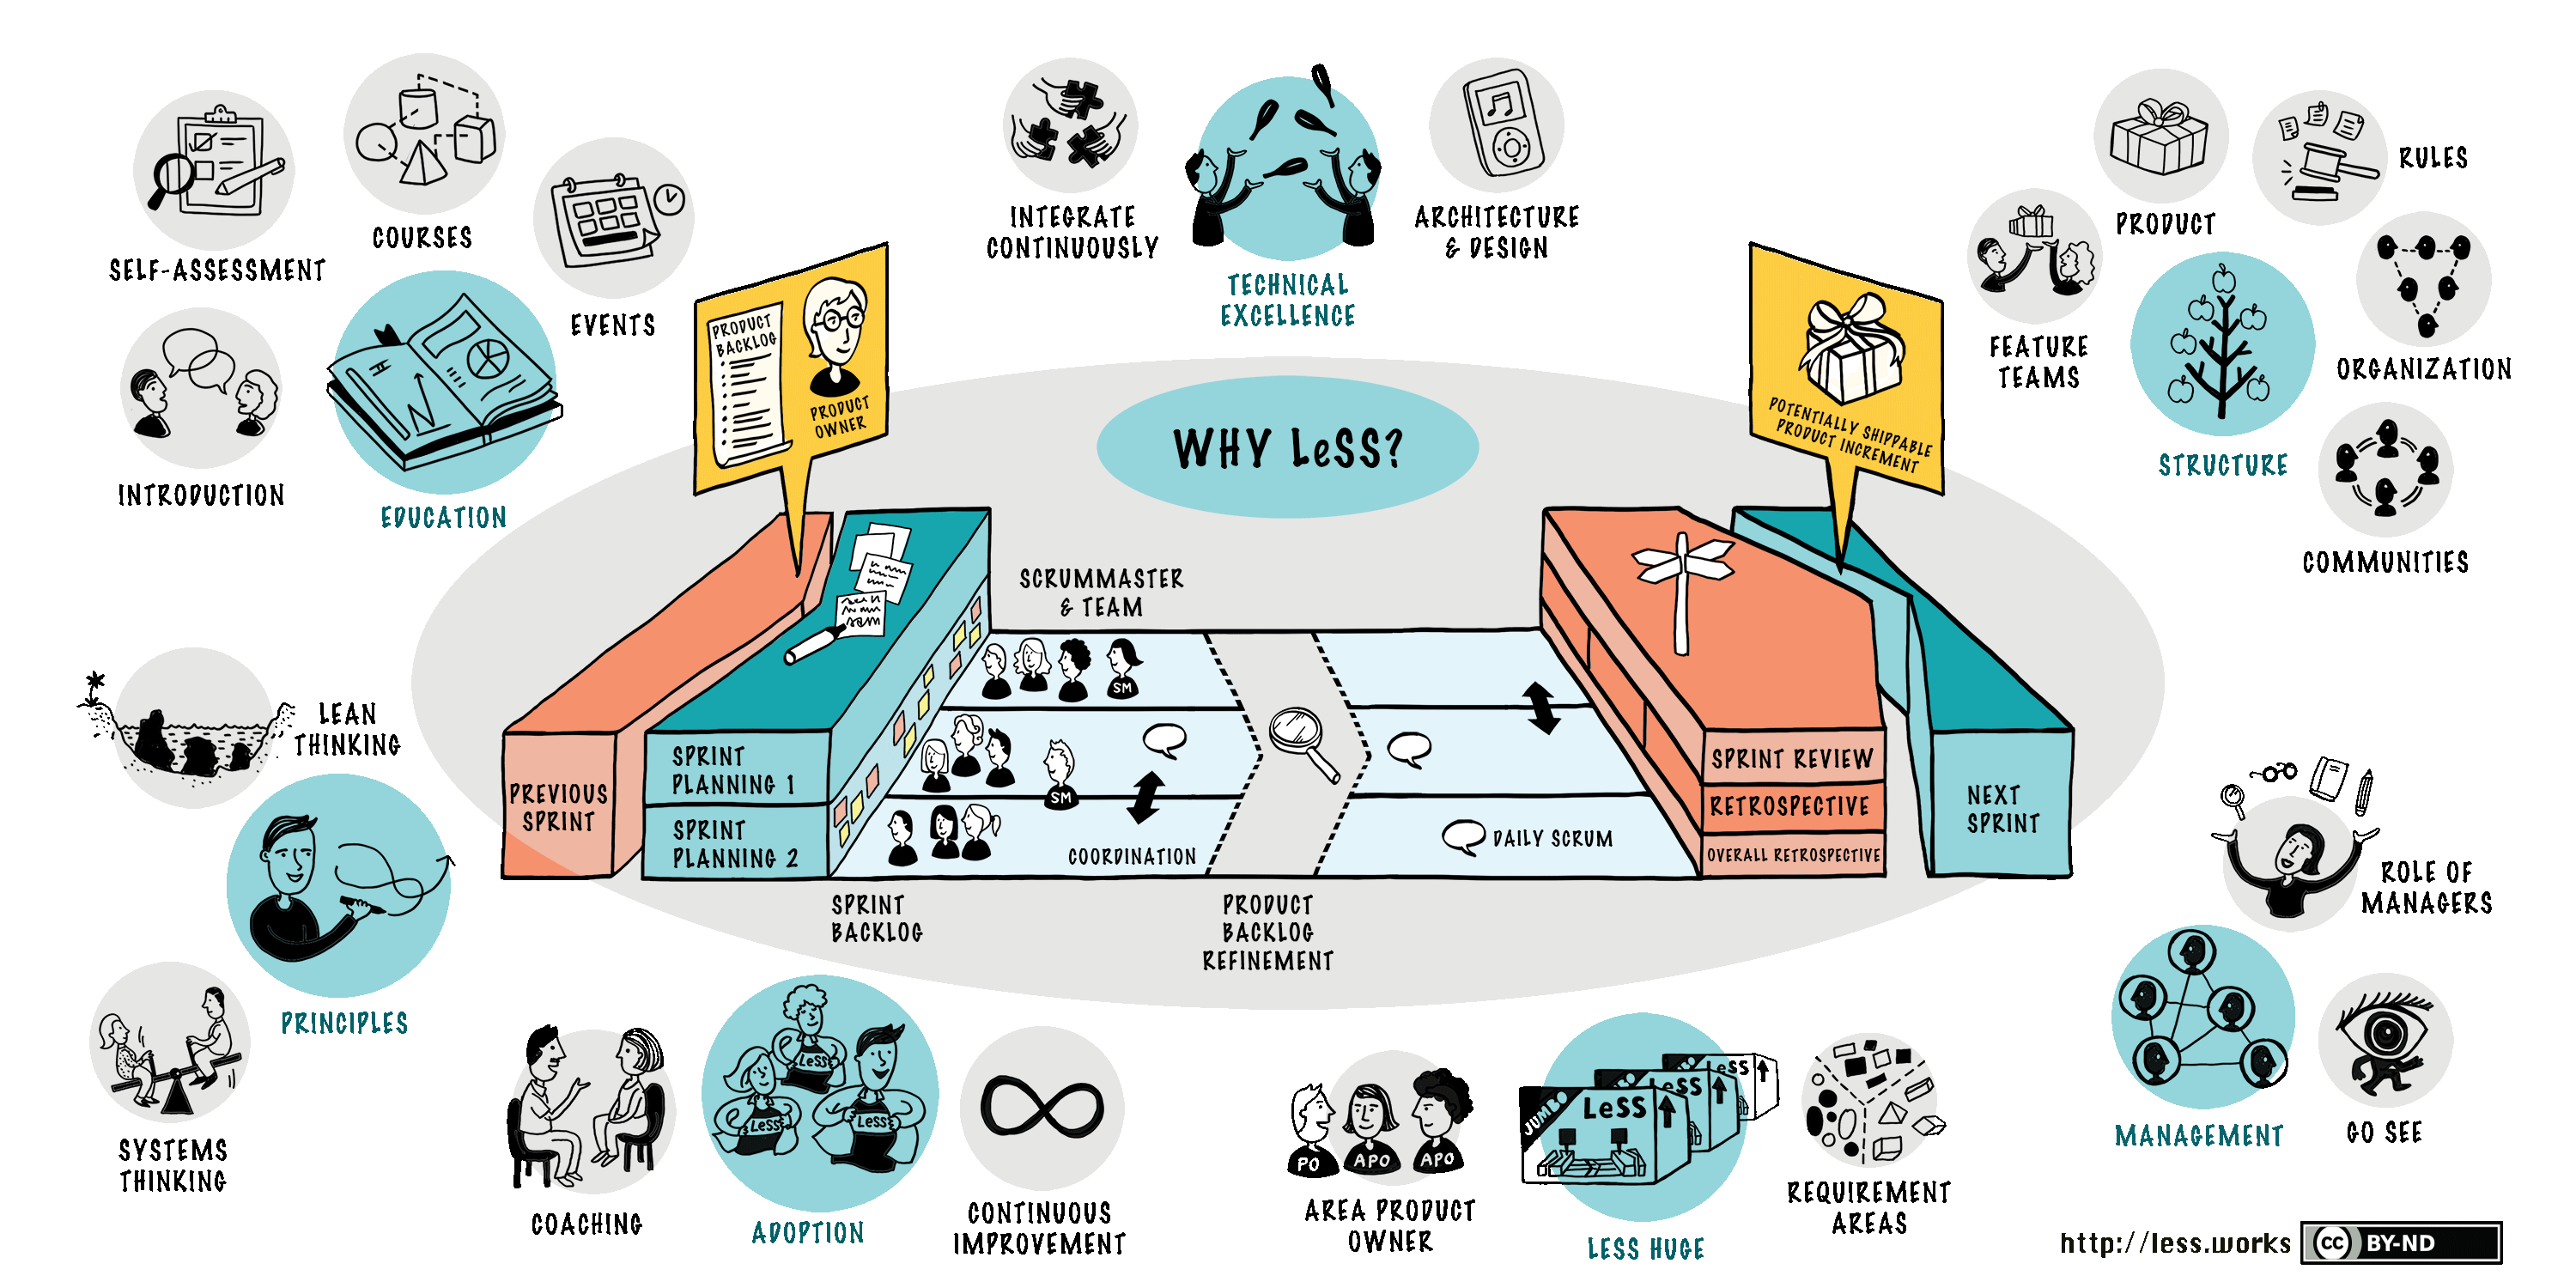 SELF-ASSESSMENT
COURSES
EVENTS
INTRODUCTION
EDUCATION
INTEGRATE
CONTINUOUSLY
TECHNICAL
EXCELLENCE
ARCHITECTURE
& DESIGN
PRODUCT
RULES
FEATURE
TEAMS
STRUCTURE
ORGANIZATION
COMMUNITIES
PRODUCT
BACKLOG
PRODUCT
OWNER
WHY LeSS?
POTENTIALLY SHIPPABLE
PRODUCT INCREMENT
SCRUMMASTER
& TEAM
SM
SM
PREVIOUS
SPRINT
SPRINT
PLANNING 1
SPRINT
PLANNING 2
COORDINATION
DAILY SCRUM
SPRINT REVIEW
RETROSPECTIVE
OVERALL RETROSPECTIVE
NEXT
SPRINT
SPRINT
BACKLOG
PRODUCT
BACKLOG
REFINEMENT
LEAN
THINKING
PRINCIPLES
SYSTEMS
THINKING
COACHING
LeSS
LeSS
LeSS
ADOPTION
CONTINUOUS
IMPROVEMENT
PO
APO
APO
AREA PRODUCT
OWNER
JUMBO
LeSS
eSS
eSS
LESS HUGE
REQUIREMENT
AREAS
ROLE OF
MANAGERS
MANAGEMENT
GO SEE
http://less.works
cc BY-ND